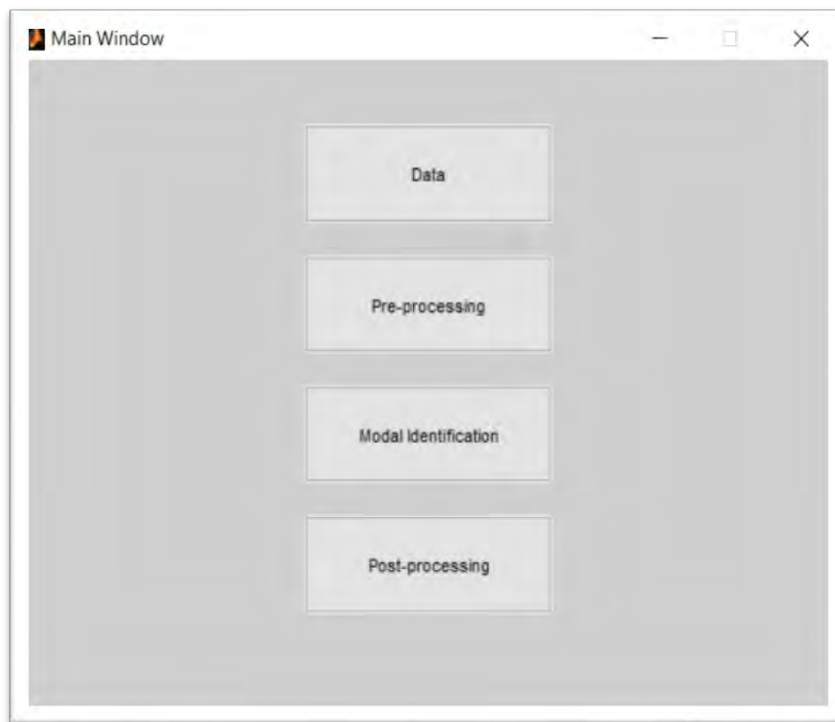 Main Window
Data
Pre-processing
Modal Identification
Post-processing